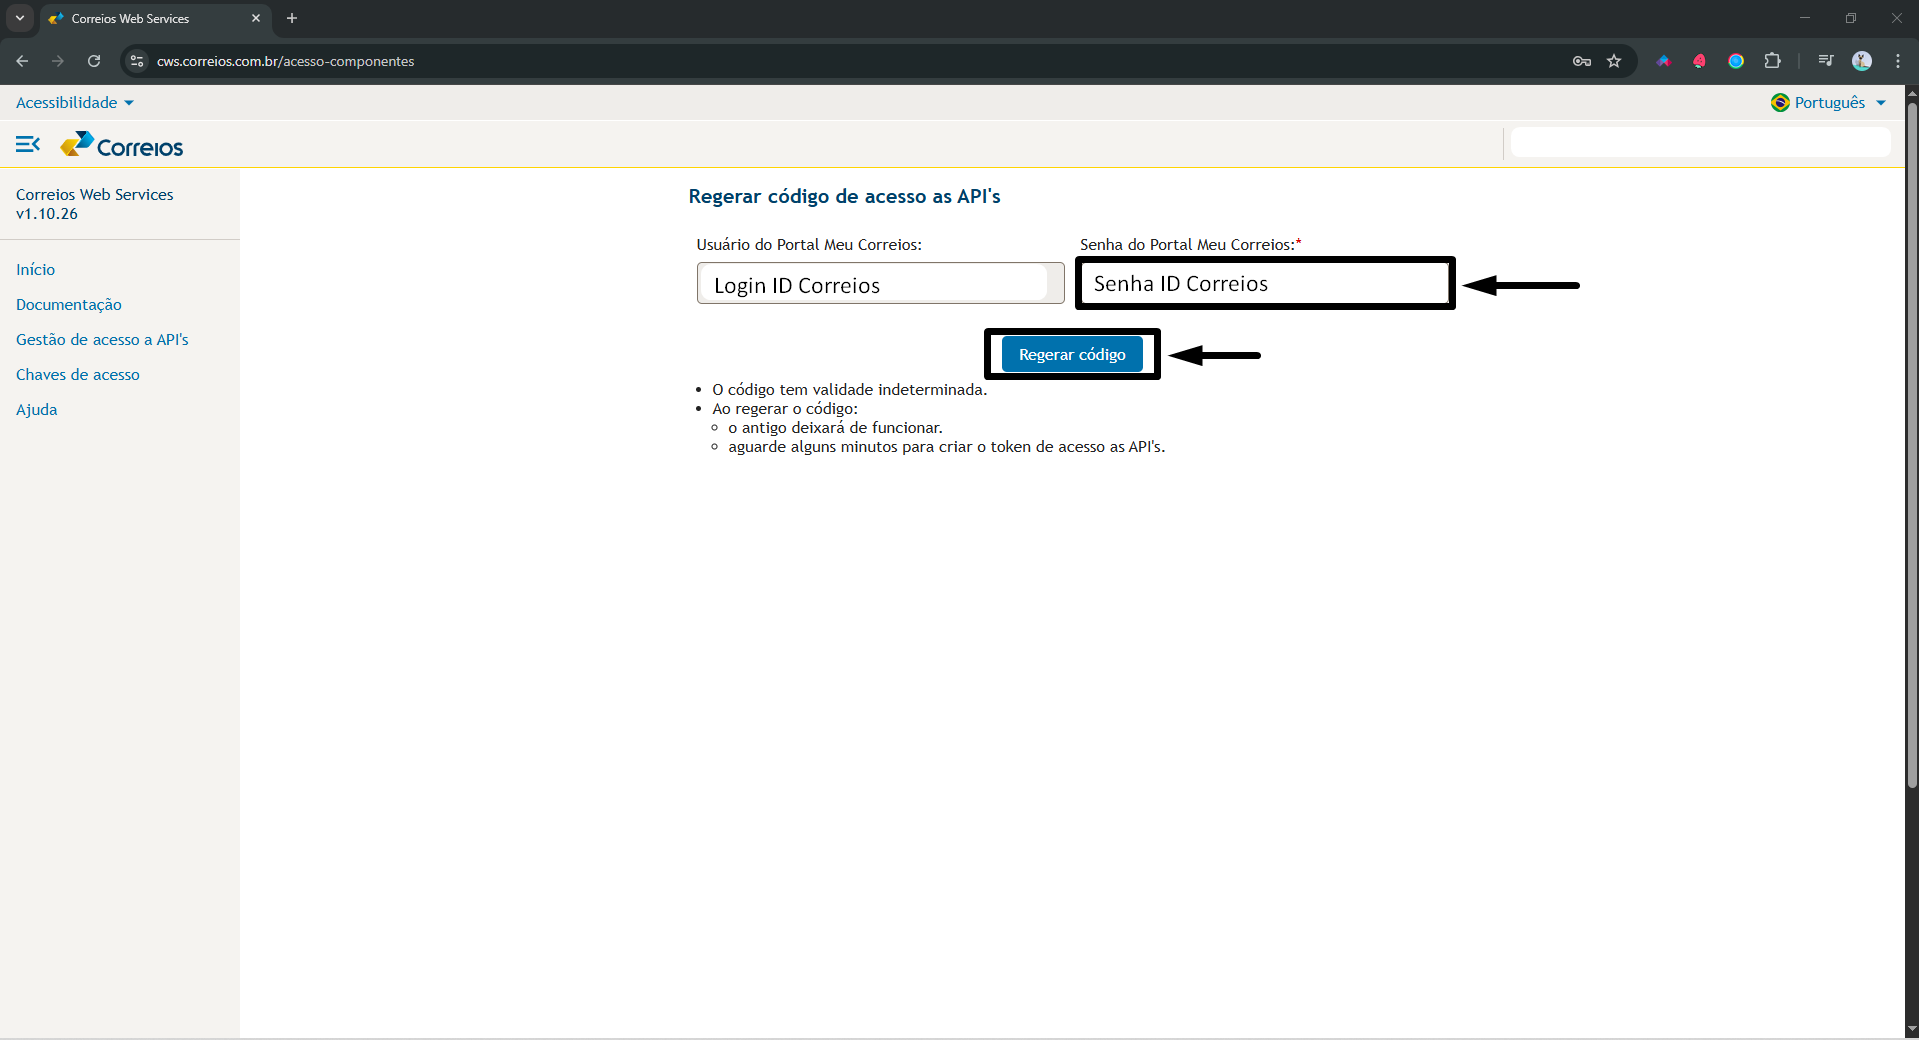 Correios Web Services
cws.correios.com.br/acesso-componentes
Acessibilidade
Português
Correios
Correios Web Services
v1.10.26
Início
Documentação
Gestão de acesso a API's
Chaves de acesso
Ajuda
Regerar código de acesso as API's
Usuário do Portal Meu Correios:
Senha do Portal Meu Correios:*
Login ID Correios
Senha ID Correios
Regerar código
O código tem validade indeterminada.
Ao regerar o código:
o antigo deixará de funcionar.
aguarde alguns minutos para criar o token de acesso as API's.